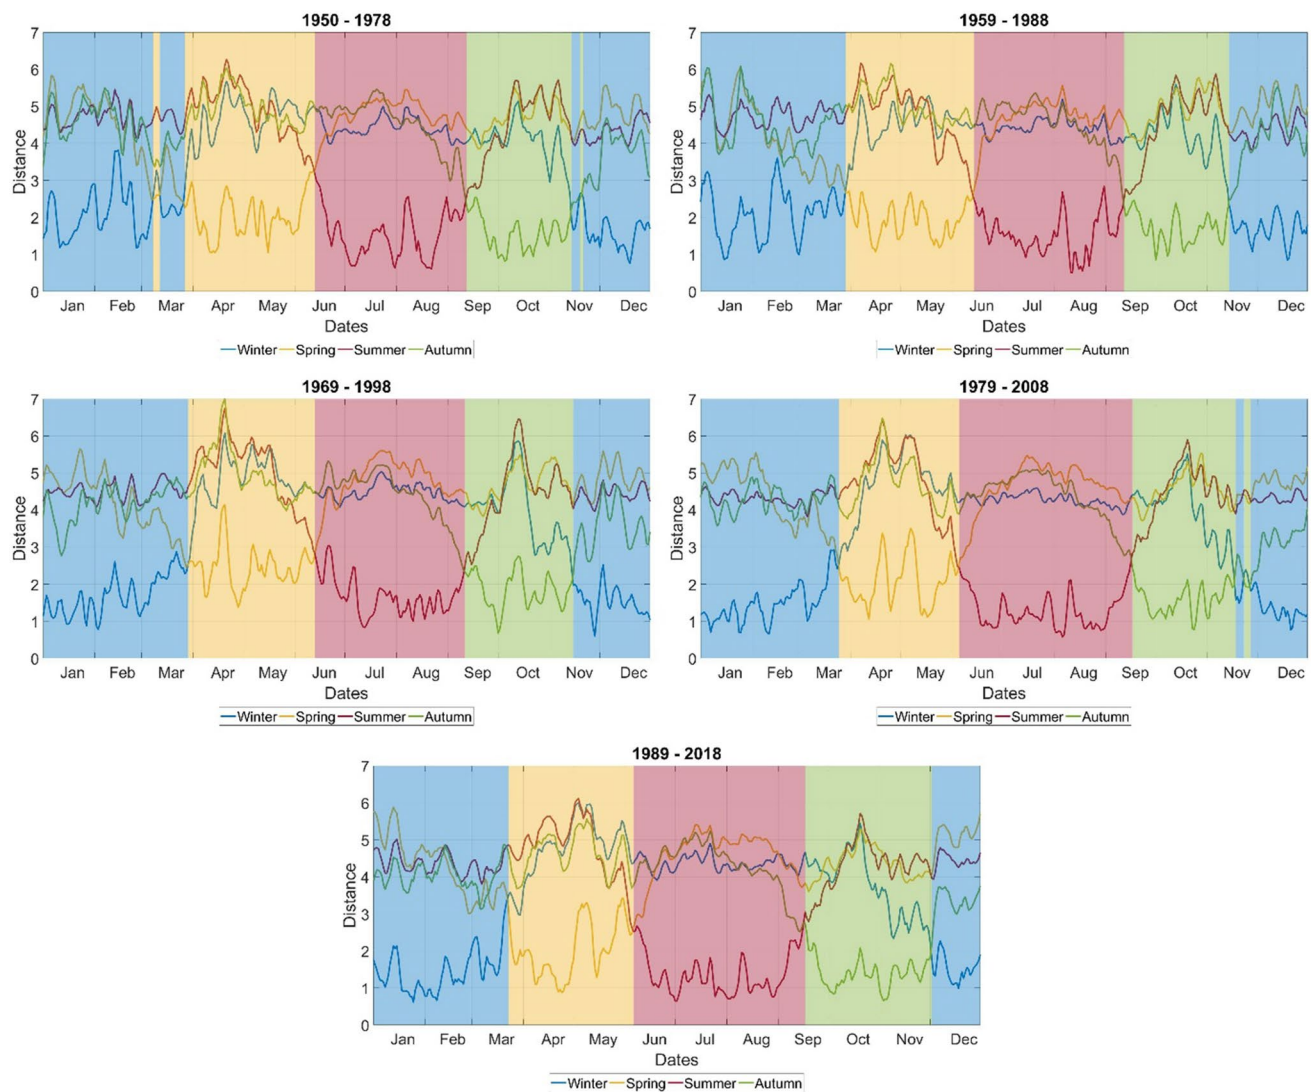 1950 - 1978
7
6
5
4
3
2
1
0
Distance
Jan Feb Mar Apr May Jun Jul Aug Sep Oct Nov Dec
Dates
Winter Spring Summer Autumn
1959 - 1988
7
6
5
4
3
2
1
0
Distance
Jan Feb Mar Apr May Jun Jul Aug Sep Oct Nov Dec
Dates
Winter Spring Summer Autumn
1969 - 1998
7
6
5
4
3
2
1
0
Distance
Jan Feb Mar Apr May Jun Jul Aug Sep Oct Nov Dec
Dates
Winter Spring Summer Autumn
1979 - 2008
7
6
5
4
3
2
1
0
Distance
Jan Feb Mar Apr May Jun Jul Aug Sep Oct Nov Dec
Dates
Winter Spring Summer Autumn
1989 - 2018
7
6
5
4
3
2
1
0
Distance
Jan Feb Mar Apr May Jun Jul Aug Sep Oct Nov Dec
Dates
Winter Spring Summer Autumn